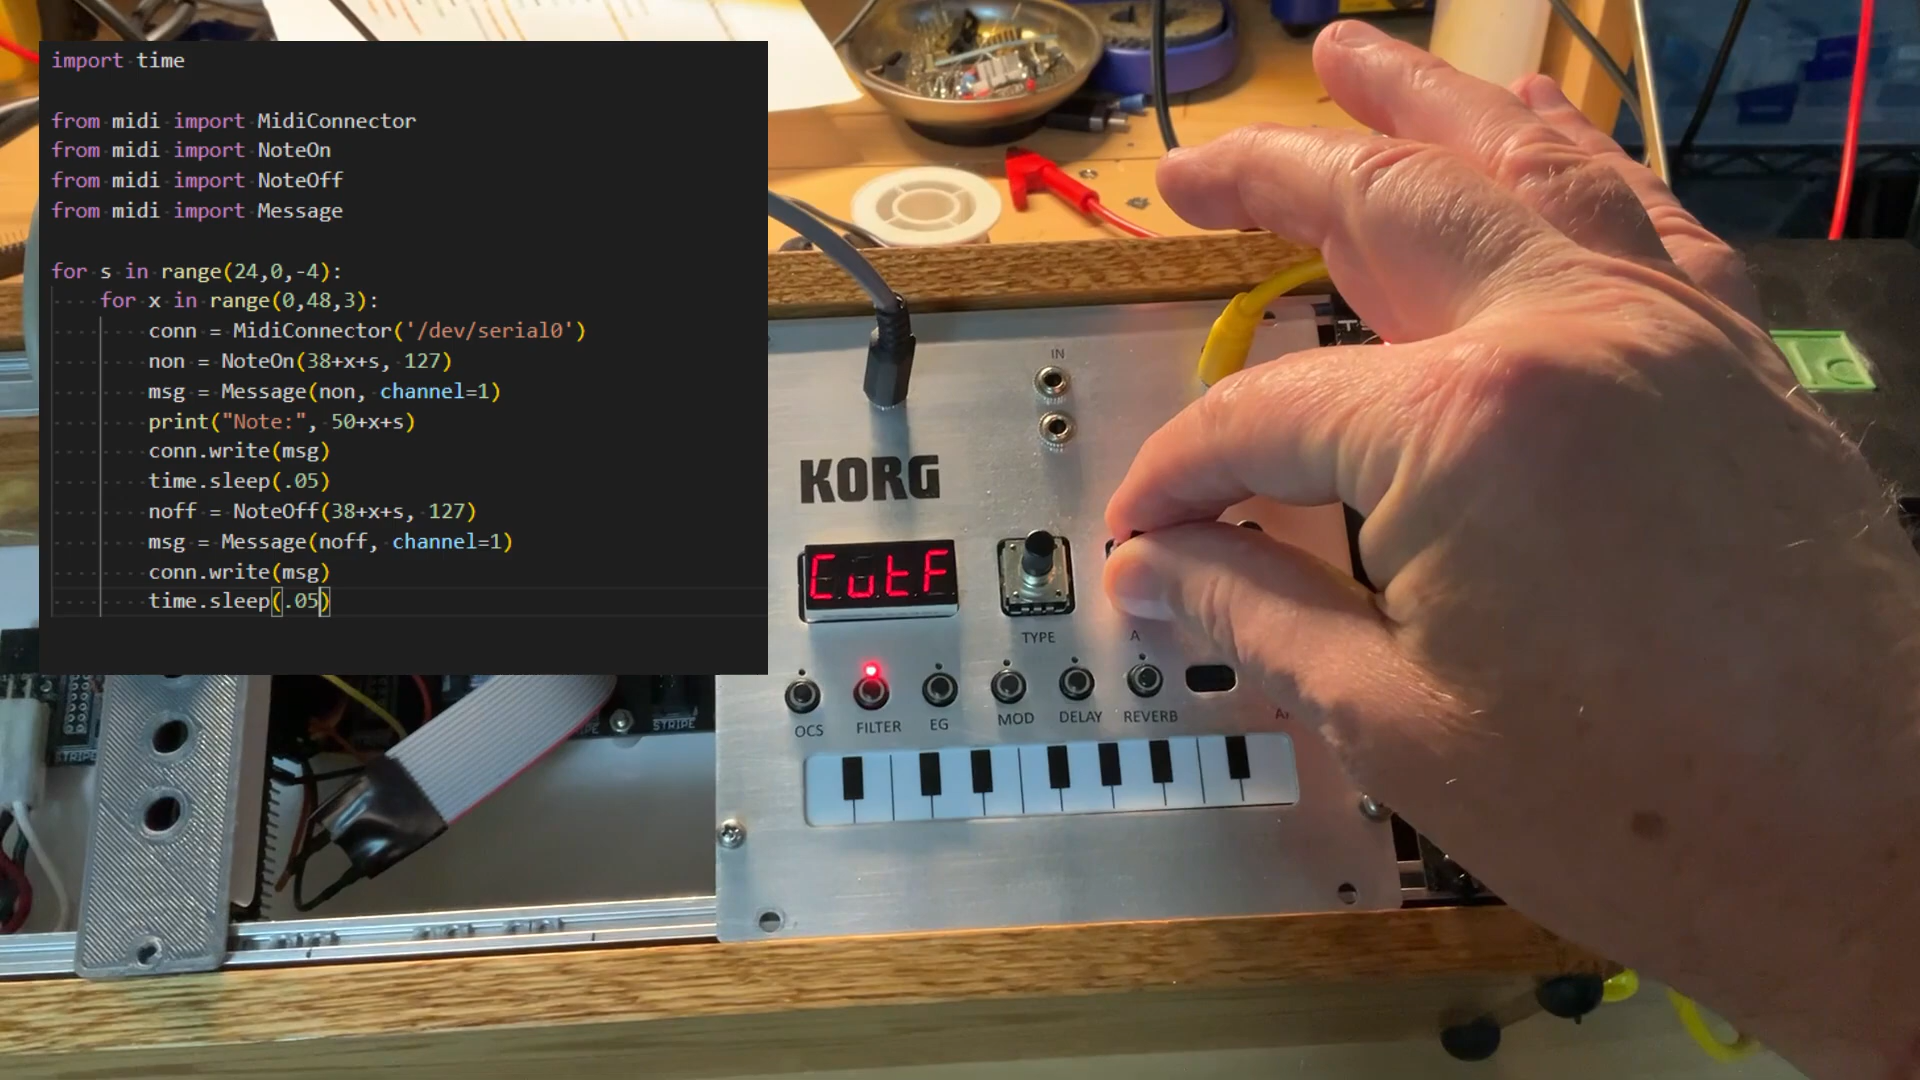 import time
from midi import MidiConnector
from midi import NoteOn
from midi import NoteOff
from midi import Message
for s in range(24,0,-4):
for x in range(0,48,3):
conn = MidiConnector('/dev/serial0')
non = NoteOn(38+x+s, 127)
msg = Message(non, channel=1)
print("Note:", 50+x+s)
conn.write(msg)
time.sleep(.05)
noff = NoteOff(38+x+s, 127)
msg = Message(noff, channel=1)
conn.write(msg)
time.sleep(.05)
IN
KORG
CutF
TYPE
A
OCS
FILTER
EG
MOD
DELAY
REVERB
STRIPE
STRIPE